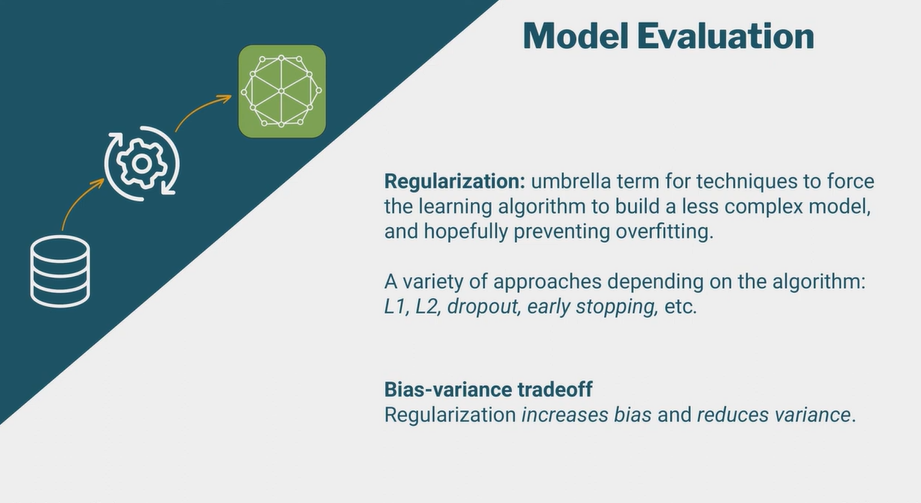 Model Evaluation
Regularization: umbrella term for techniques to force
the learning algorithm to build a less complex model,
and hopefully preventing overfitting.
A variety of approaches depending on the algorithm:
L1, L2, dropout, early stopping, etc.
Bias-variance tradeoff
Regularization increases bias and reduces variance.